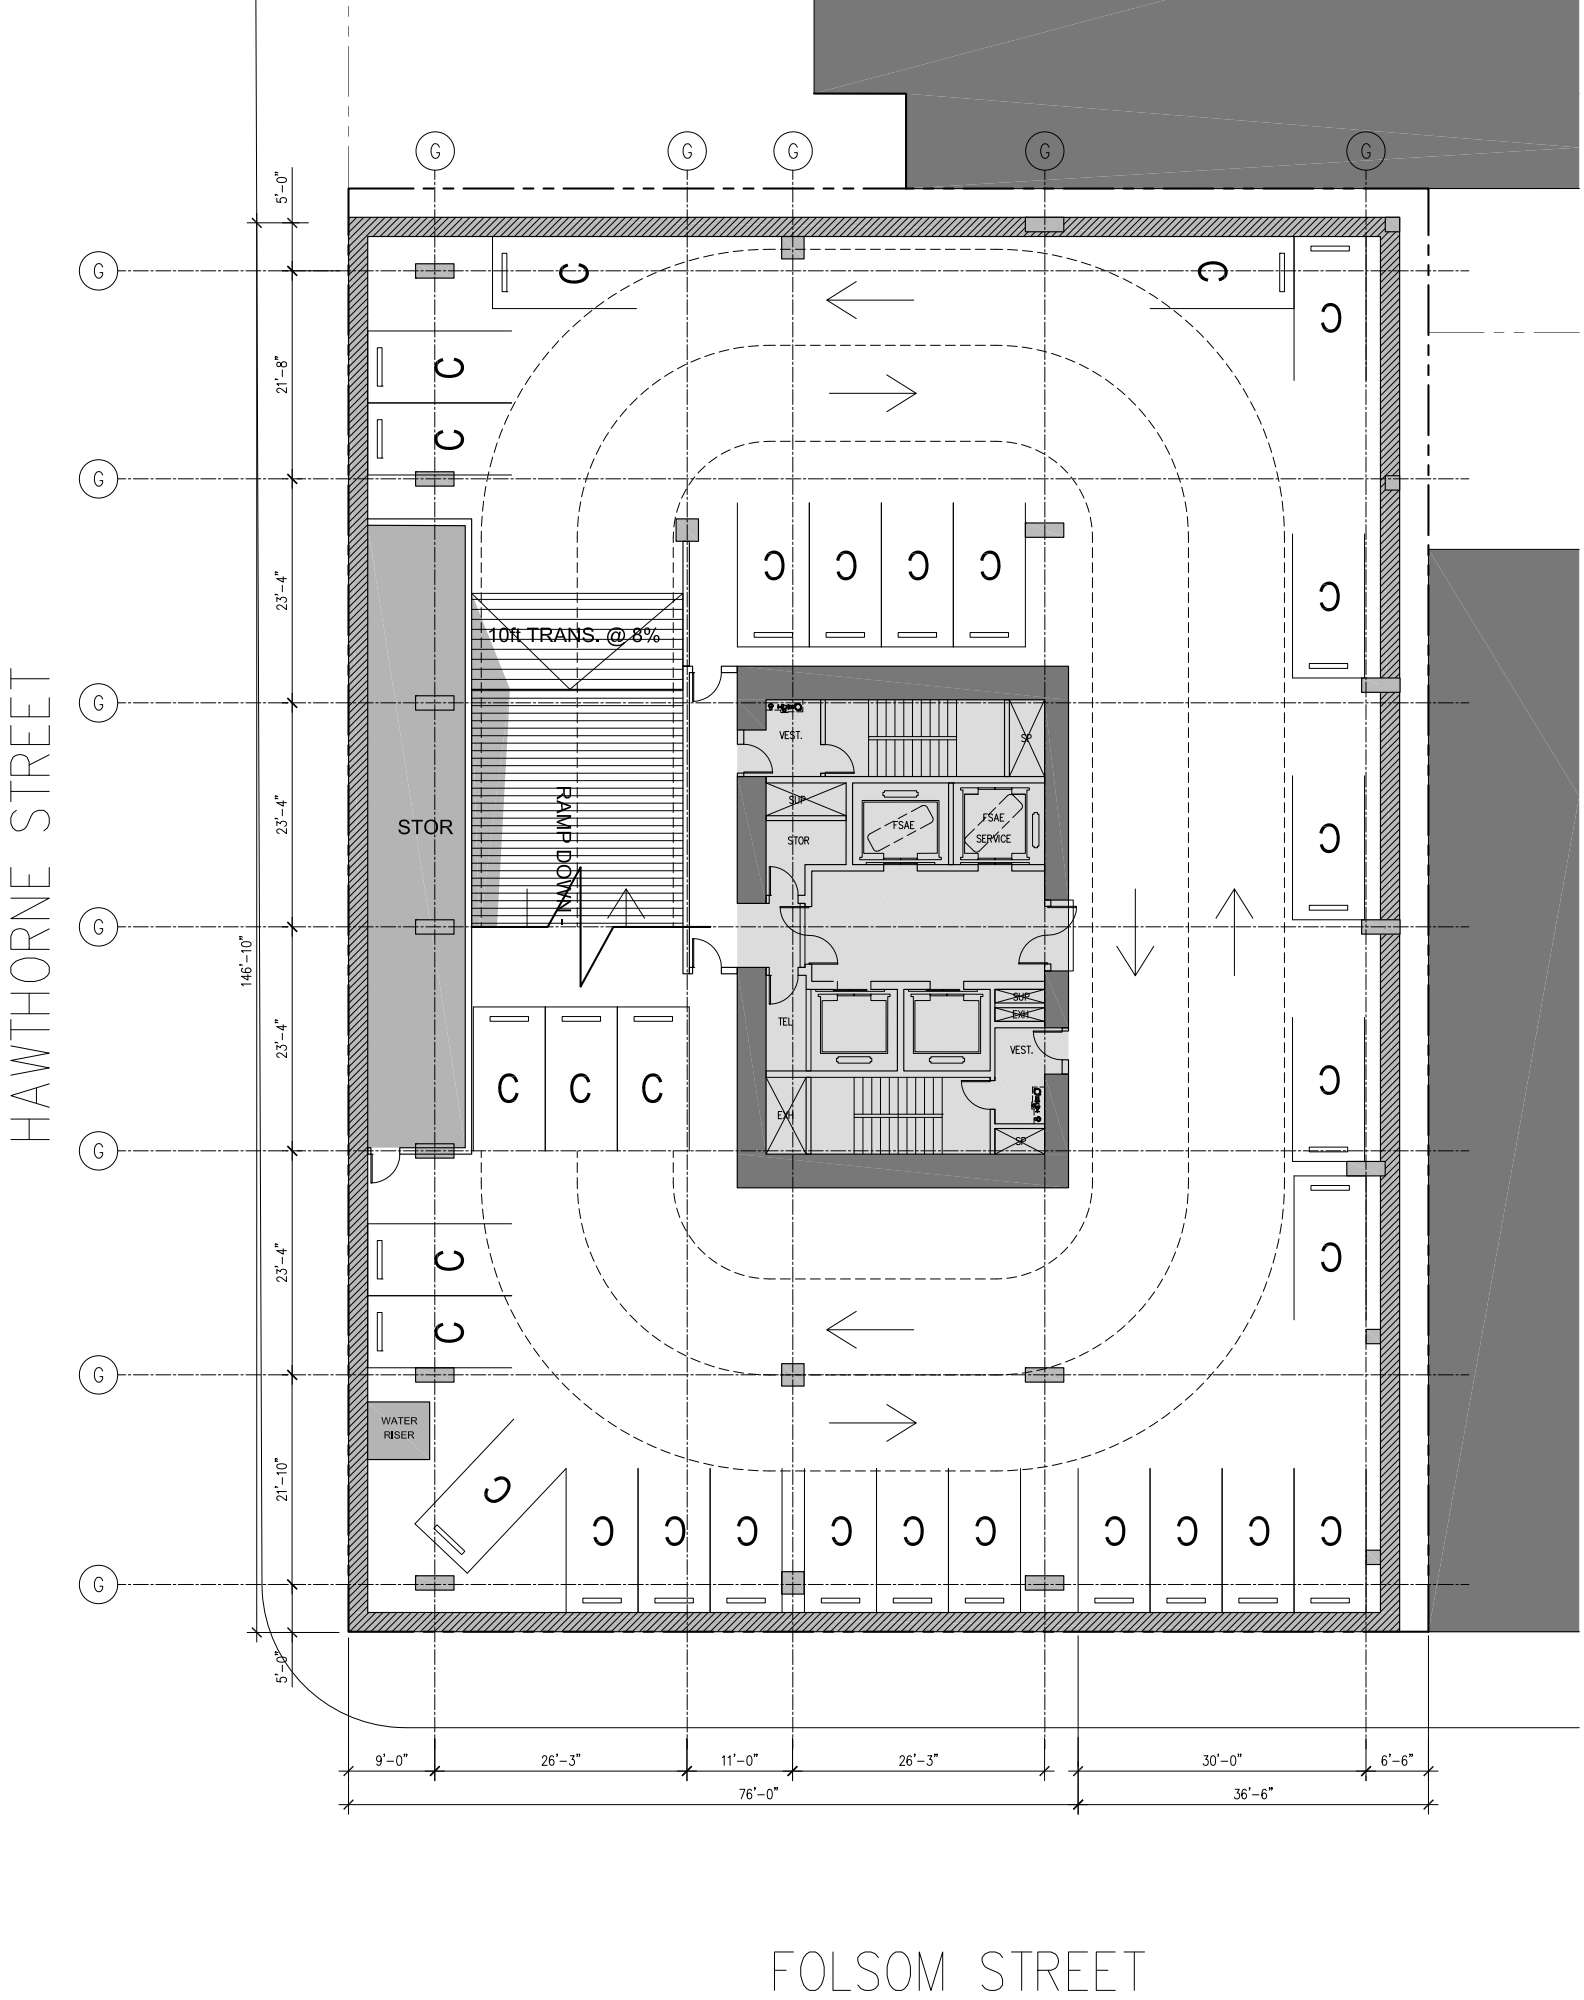 G
G
G
G
G
5'-0"
G
C
C
C
21'-8"
C
C
G
23'-4"
C
C
C
C
C
10ft TRANS. @ 8%
G
VEST.
SP
SUP
FSAE
FSAE
SERVICE
STOR
STOR
23'-4"
C
RAMP DOWN -
HAWTHORNE STREET
G
146'-10"
SUP
EXH
TEL
VEST.
23'-4"
C
C
C
C
EXH
SP
G
23'-4"
C
C
C
G
WATER
RISER
21'-10"
C
C
C
C
C
C
C
C
C
C
C
G
5'-0"
9'-0"
26'-3"
11'-0"
26'-3"
30'-0"
6'-6"
76'-0"
36'-6"
FOLSOM STREET